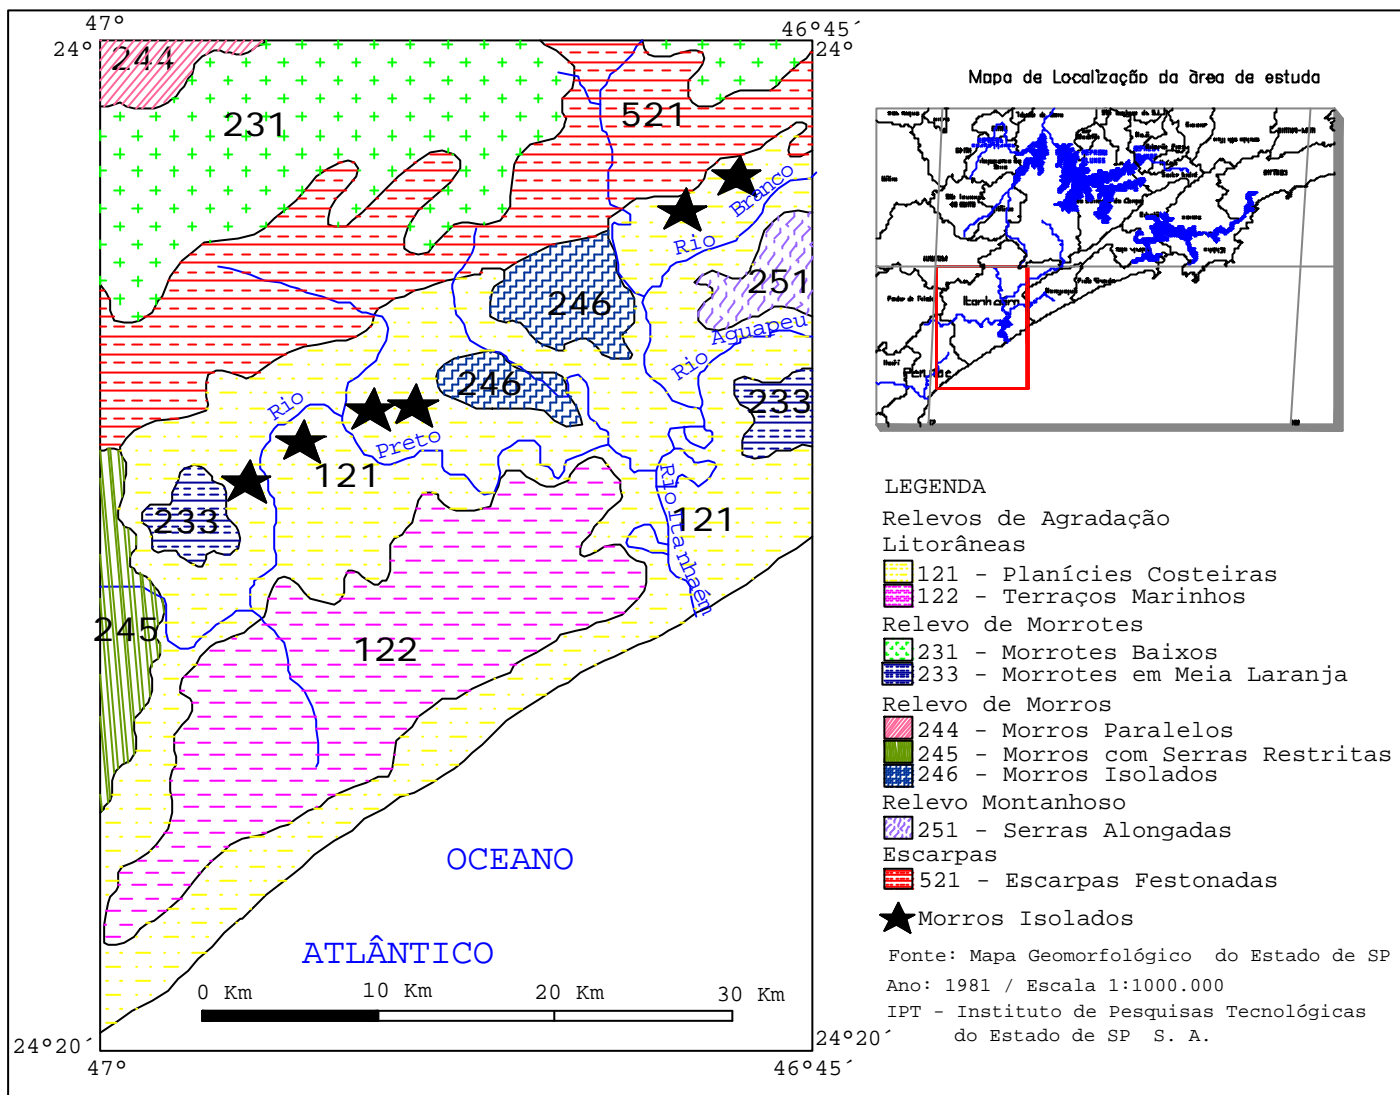 47°
46°45´
24°
24°
244
231
521
Rio Branco
251
246
Rio Aguapeu
246
233
Rio Preto
121
233
121
Rio Itanhaém
245
122
OCEANO
ATLÂNTICO
0 Km
10 Km
20 Km
30 Km
24°20´
24°20´
47°
46°45´
Mapa de Localização da área de estuda
Itanhaem
LEGENDA
Relevos de Agradação
Litorâneas
121 - Planícies Costeiras
122 - Terraços Marinhos
Relevo de Morrotes
231 - Morrotes Baixos
233 - Morrotes em Meia Laranja
Relevo de Morros
244 - Morros Paralelos
245 - Morros com Serras Restritas
246 - Morros Isolados
Relevo Montanhoso
251 - Serras Alongadas
Escarpas
521 - Escarpas Festonadas
Morros Isolados
Fonte: Mapa Geomorfológico do Estado de SP
Ano: 1981 / Escala 1:1000.000
IPT - Instituto de Pesquisas Tecnológicas
do Estado de SP S. A.